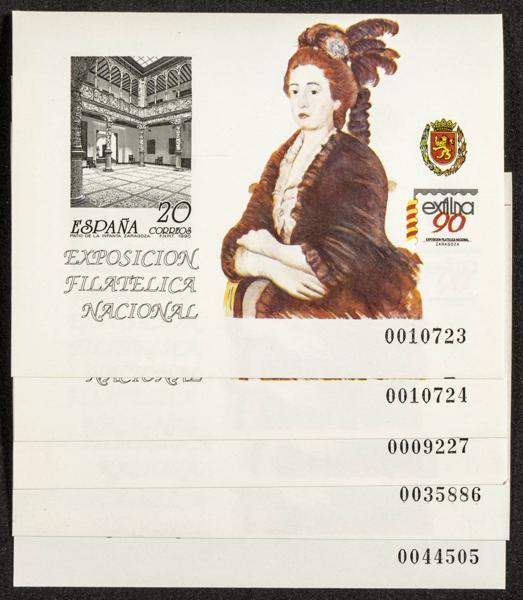 ESPAÑA 20
CORREOS
PATIO DE LA INFANTA. ZARAGOZA F.N.M.T. 1990
EXPOSICION
FILATELICA
NACIONAL
exfilna
90
EXPOSICION FILATELICA NACIONAL
ZARAGOZA
0010723
NACIONAL
0010724
0009227
0035886
0044505